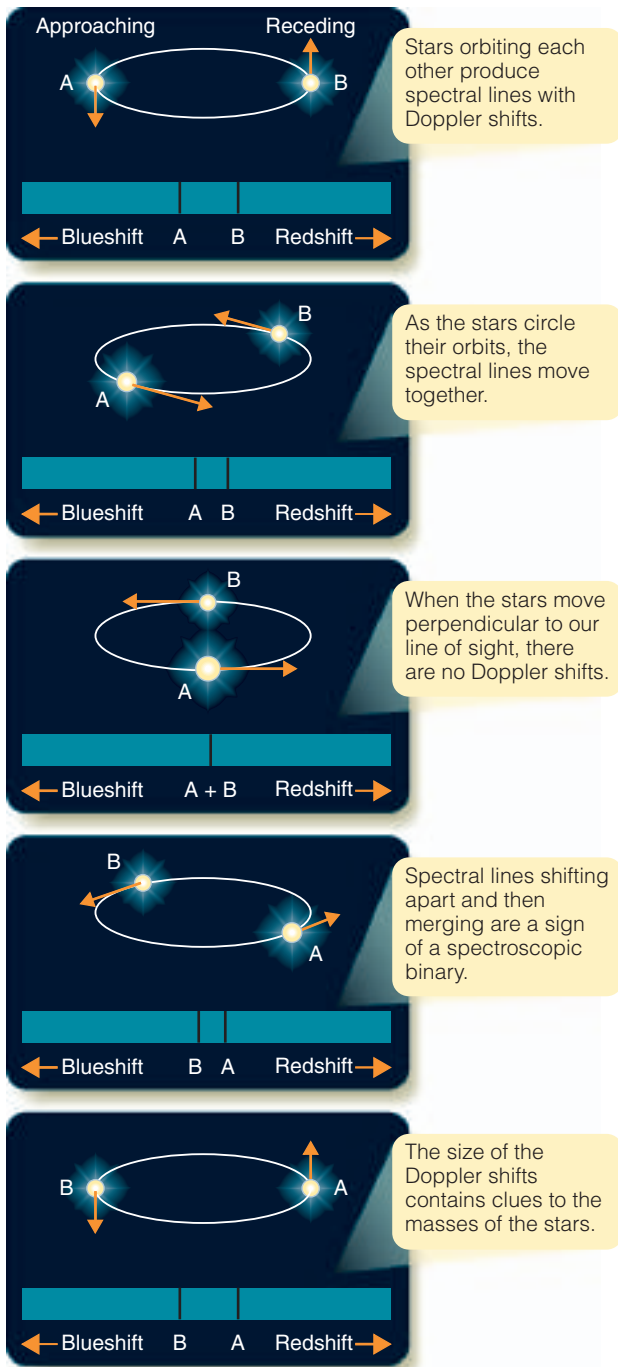 Approaching Receding
A B
Blueshift A B Redshift
Stars orbiting each
other produce
spectral lines with
Doppler shifts.
B
A
Blueshift A B Redshift
As the stars circle
their orbits, the
spectral lines move
together.
B
A
Blueshift A + B Redshift
When the stars move
perpendicular to our
line of sight, there
are no Doppler shifts.
B
A
Blueshift B A Redshift
Spectral lines shifting
apart and then
merging are a sign
of a spectroscopic
binary.
B A
Blueshift B A Redshift
The size of the
Doppler shifts
contains clues to the
masses of the stars.